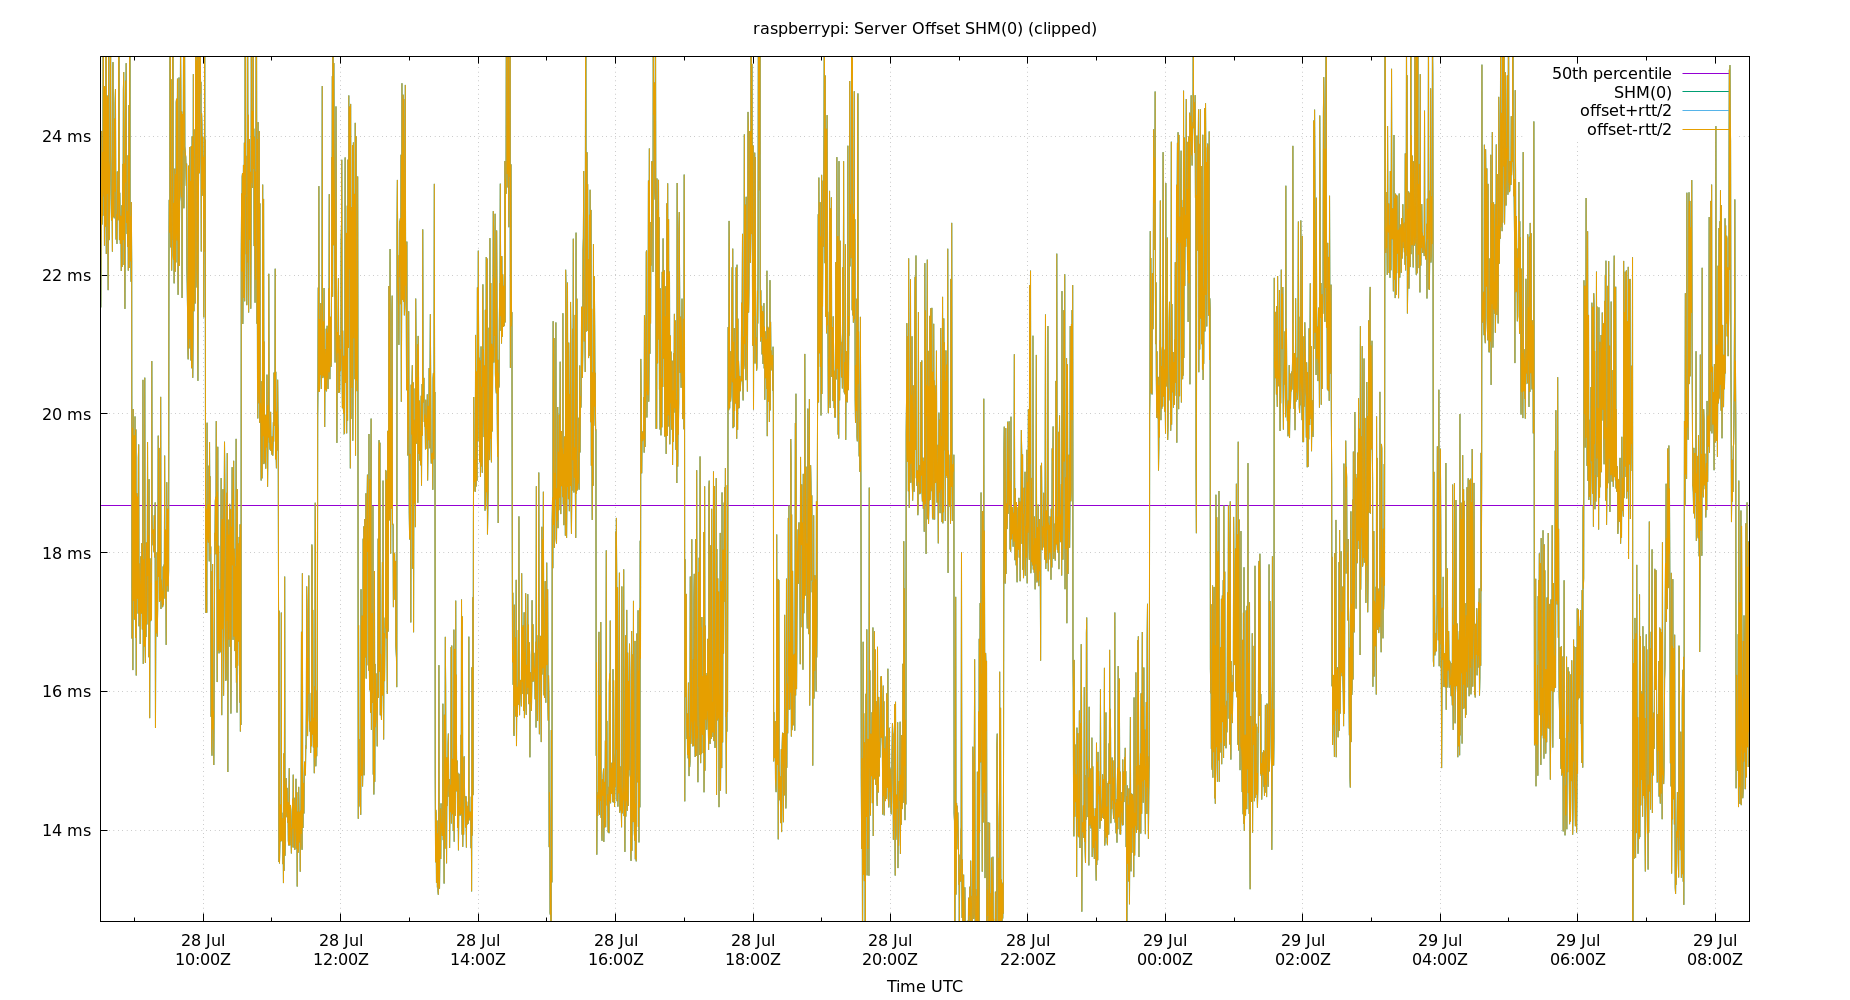 raspberrypi: Server Offset SHM(0) (clipped)
50th percentile
SHM(0)
offset+rtt/2
offset-rtt/2
24 ms
22 ms
20 ms
18 ms
16 ms
14 ms
28 Jul 28 Jul 28 Jul 28 Jul 28 Jul 28 Jul 28 Jul 29 Jul 29 Jul 29 Jul 29 Jul 29 Jul
10:00Z 12:00Z 14:00Z 16:00Z 18:00Z 20:00Z 22:00Z 00:00Z 02:00Z 04:00Z 06:00Z 08:00Z
Time UTC